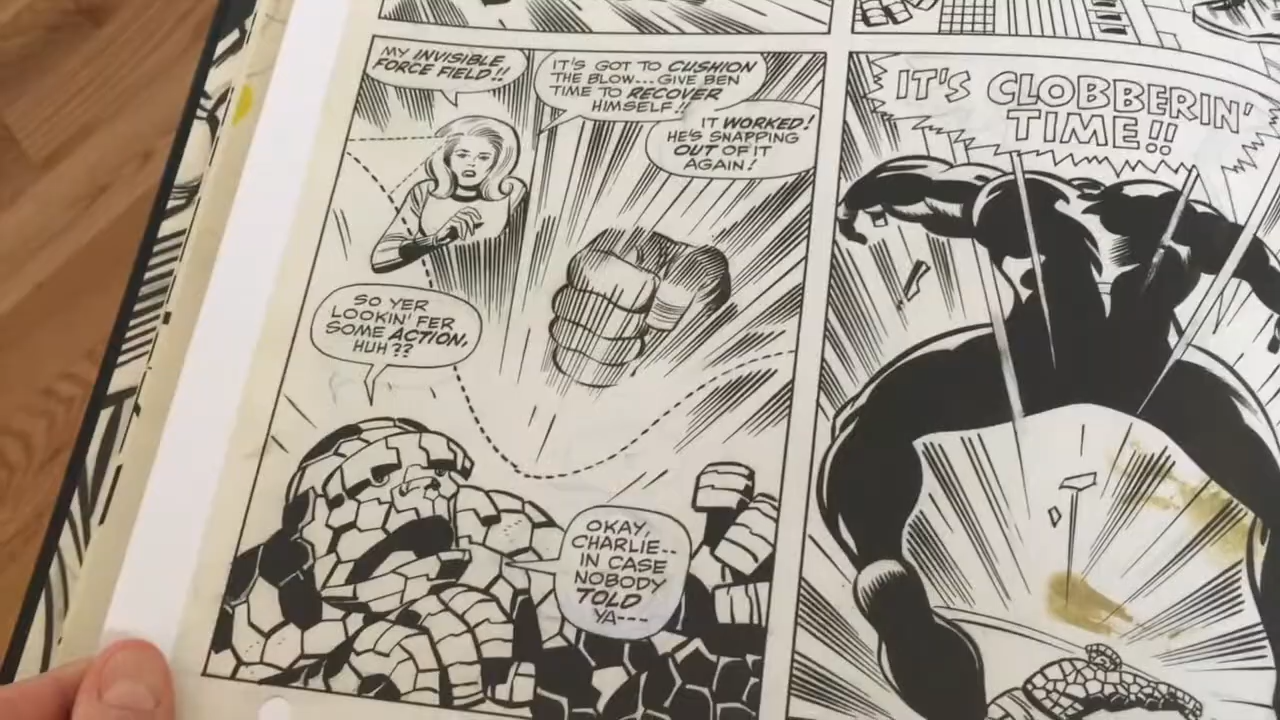 MY INVISIBLE
FORCE FIELD!!
IT'S GOT TO CUSHION
THE BLOW... GIVE BEN
TIME TO RECOVER
HIMSELF!!
IT WORKED!
HE'S SNAPPING
OUT OF IT
AGAIN!
SO YER
LOOKIN' FER
SOME ACTION,
HUH??
OKAY,
CHARLIE--
IN CASE
NOBODY
TOLD
YA----
IT'S CLOBBERIN'
TIME!!